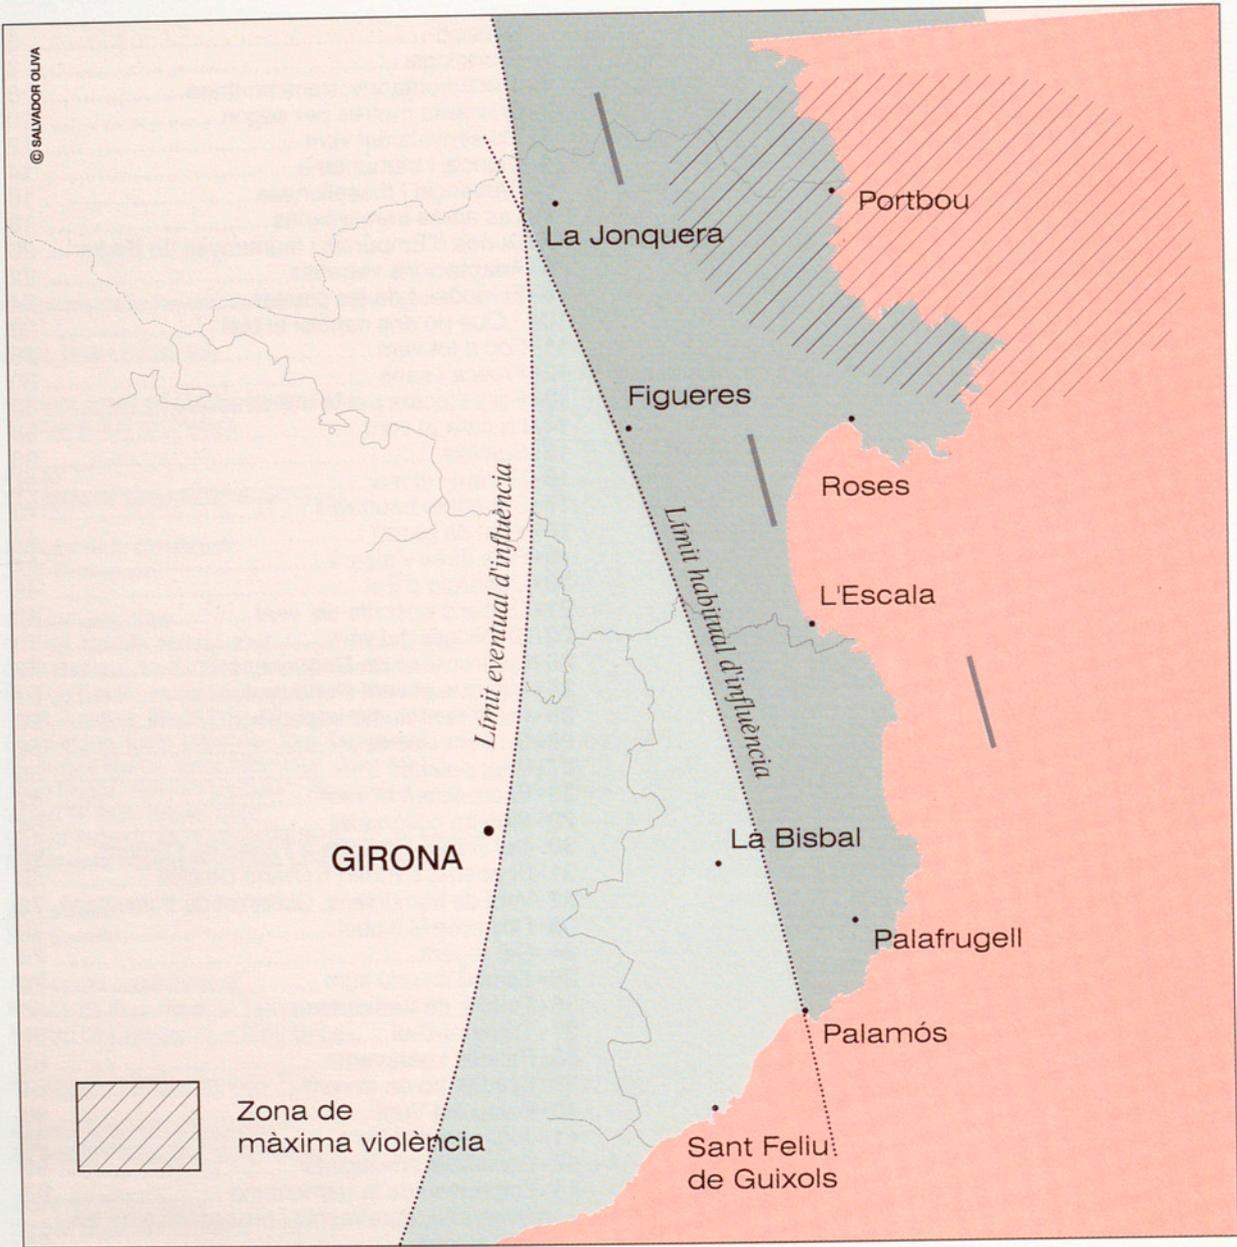 © SALVADOR OLIVA
Portbou
La Jonquera
Figueres
Roses
Límit eventual d'influència
Límit habitual d'influència
L'Escala
La Bisbal
GIRONA
Palafrugell
Palamós
Zona de
màxima violència
Sant Feliu
de Guixols